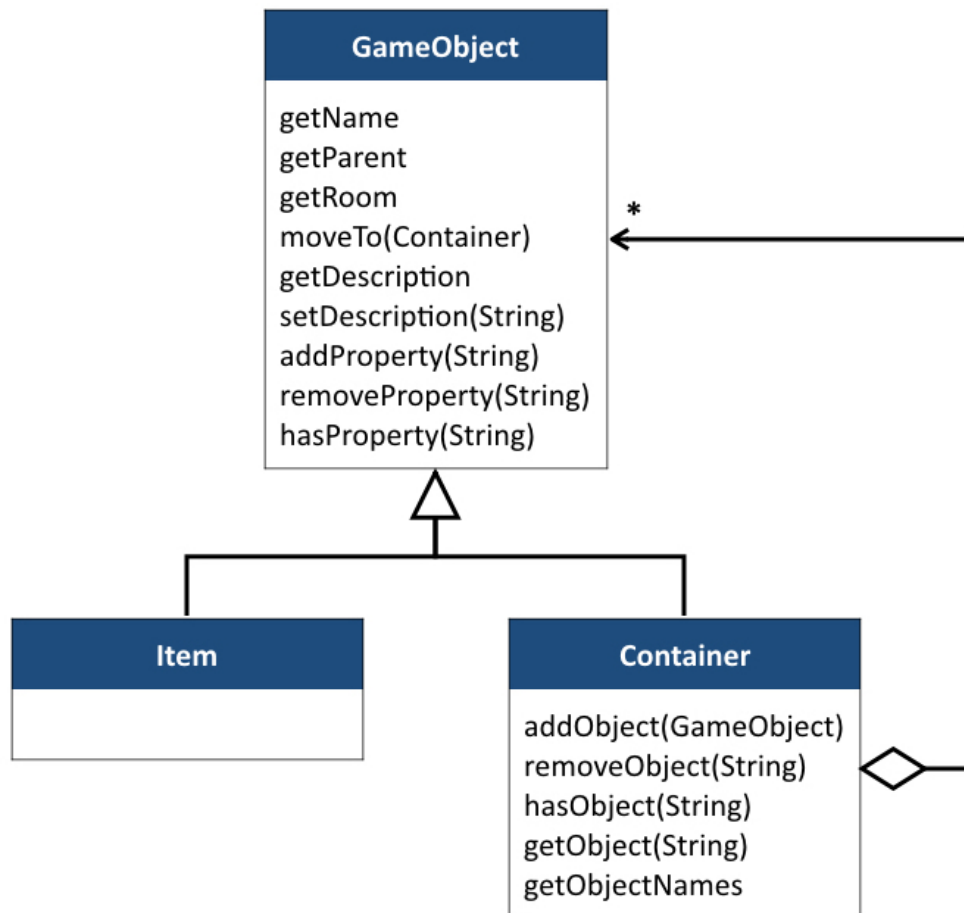 GameObject
getName
getParent
getRoom
moveTo(Container)
getDescription
setDescription(String)
addProperty(String)
removeProperty(String)
hasProperty(String)
*
Item
Container
addObject(GameObject)
removeObject(String)
hasObject(String)
getObject(String)
getObjectNames